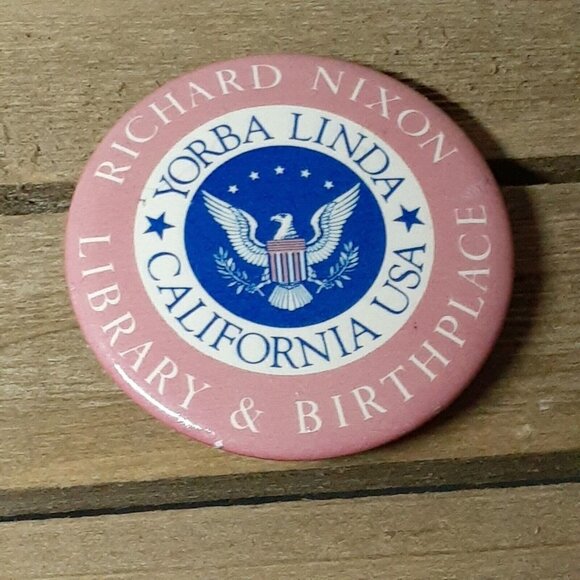 RICHARD NIXON
LIBRARY & BIRTHPLACE
YORBA LINDA
CALIFORNIA USA